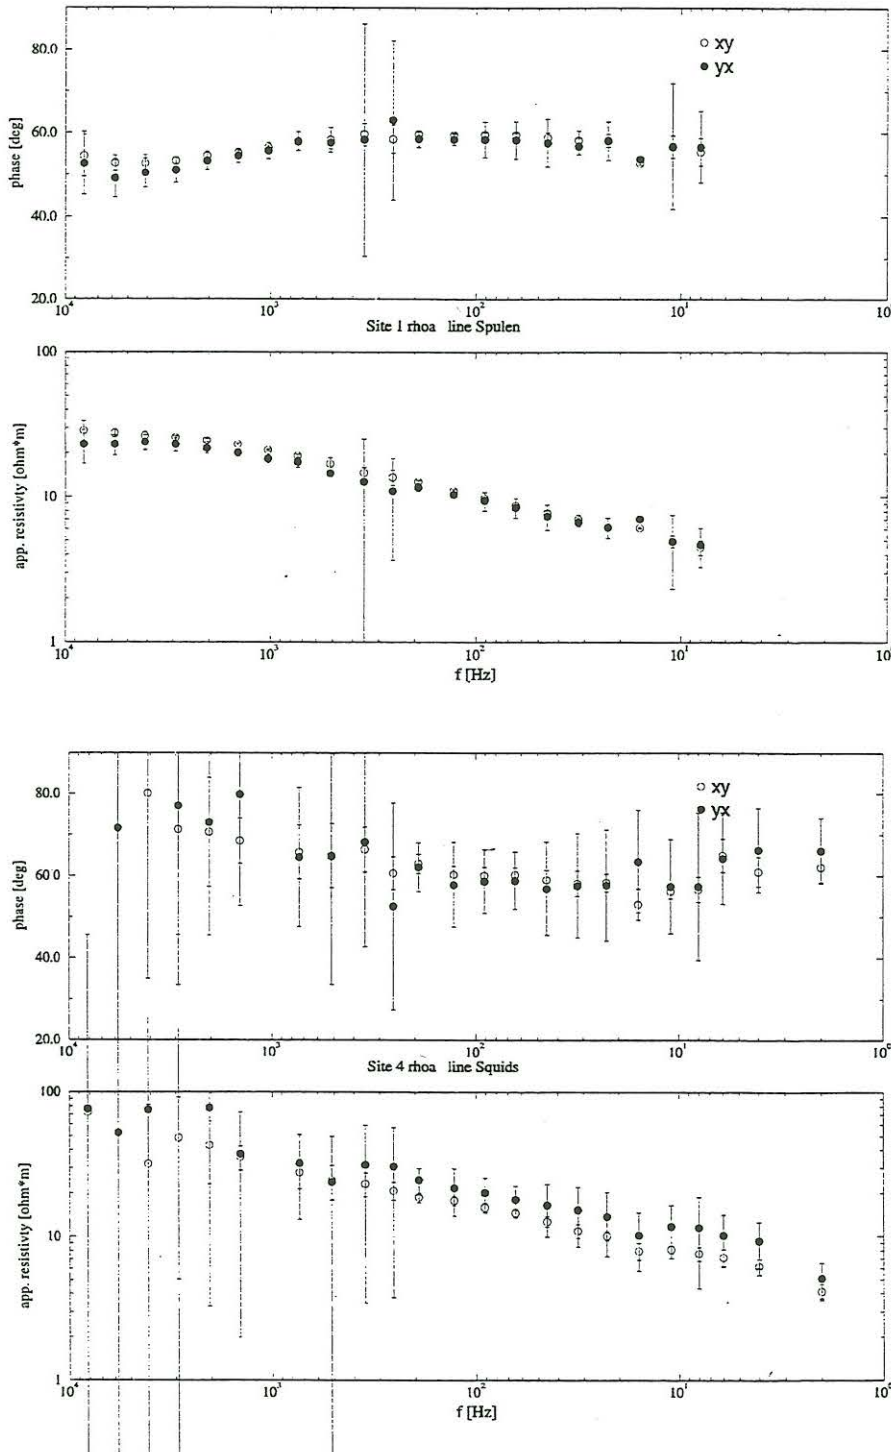 80.0
60.0
40.0
20.0
phase [deg]
xy
yx
10⁴
10³
10²
10¹
10
Site 1 rhoa line Spulen
100
10
1
app. resistivty [ohm*m]
10⁴
10³
10²
10¹
10
f [Hz]
80.0
60.0
40.0
20.0
phase [deg]
xy
yx
10⁴
10³
10²
10¹
10⁰
Site 4 rhoa line Squids
100
10
1
app. resistivity [ohm*m]
10⁴
10³
10²
10¹
10⁰
f [Hz]